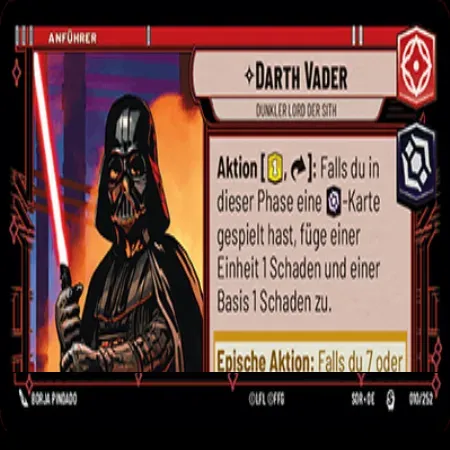 ANFÜHRER
DARTH VADER
DUNKLER LORD DER SITH
Aktion [1, ]: Falls du in
dieser Phase eine -Karte
gespielt hast, füge einer
Einheit 1 Schaden und einer
Basis 1 Schaden zu.
Epische Aktion: Falls du 7 oder
BORJA PINDADO
©LFL ©FFG
SOR • DE
010/252